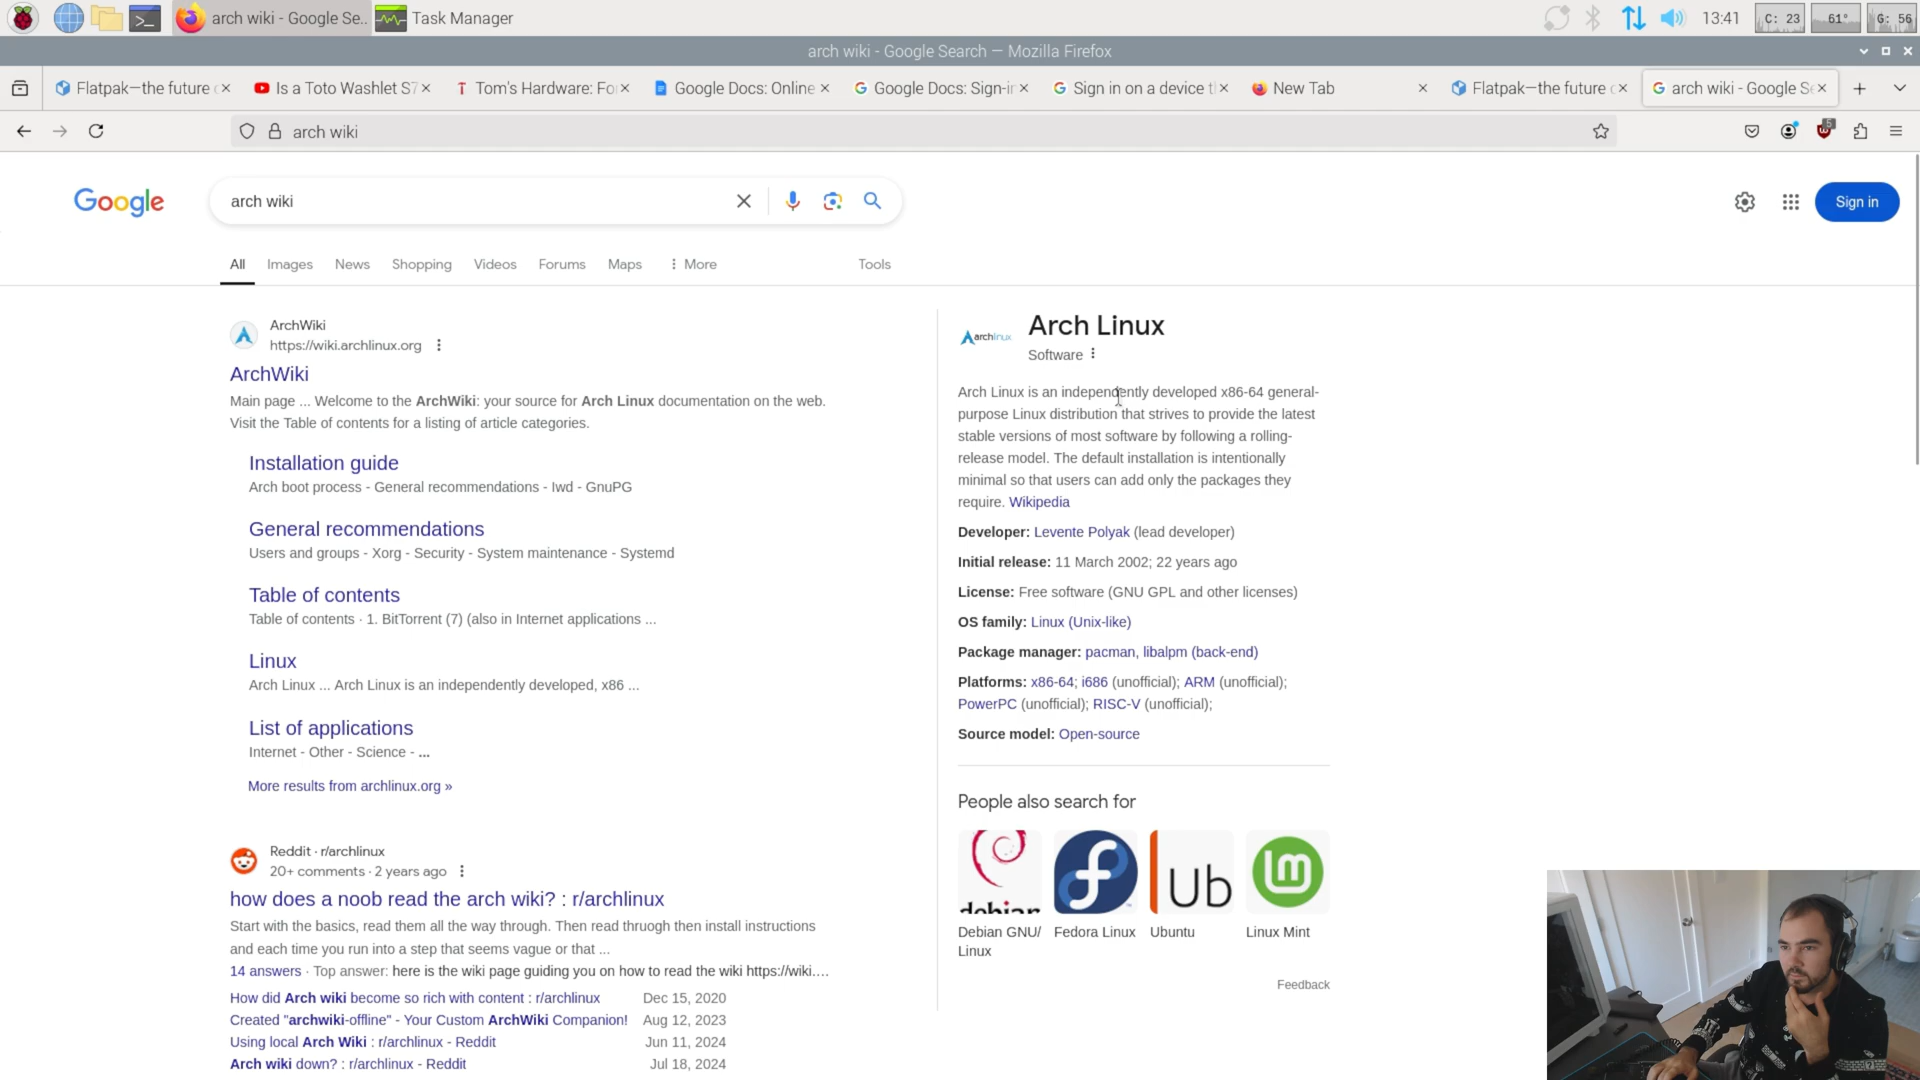 arch wiki - Google Se..
Task Manager
13:41
C: 23
61°
G: 56
arch wiki - Google Search — Mozilla Firefox
Flatpak—the future
Is a Toto Washlet S7
Tom's Hardware: Fo
Google Docs: Online
Google Docs: Sign-in
Sign in on a device
New Tab
Flatpak—the future
arch wiki - Google Se
arch wiki
5
Google
arch wiki
Sign in
All
Images
News
Shopping
Videos
Forums
Maps
More
Tools
ArchWiki
https://wiki.archlinux.org
ArchWiki
Main page ... Welcome to the ArchWiki: your source for Arch Linux documentation on the web.
Visit the Table of contents for a listing of article categories.
Installation guide
Arch boot process - General recommendations - Iwd - GnuPG
General recommendations
Users and groups - Xorg - Security - System maintenance - Systemd
Table of contents
Table of contents · 1. BitTorrent (7) (also in Internet applications ...
Linux
Arch Linux ... Arch Linux is an independently developed, x86 ...
List of applications
Internet - Other - Science - ...
More results from archlinux.org »
Reddit · r/archlinux
20+ comments · 2 years ago
how does a noob read the arch wiki? : r/archlinux
Start with the basics, read them all the way through. Then read thruogh then install instructions
and each time you run into a step that seems vague or that ...
14 answers · Top answer: here is the wiki page guiding you on how to read the wiki https://wiki....
How did Arch wiki become so rich with content : r/archlinux Dec 15, 2020
Created "archwiki-offline" - Your Custom ArchWiki Companion! Aug 12, 2023
Using local Arch Wiki : r/archlinux - Reddit Jun 11, 2024
Arch wiki down? : r/archlinux - Reddit Jul 18, 2024
archlinux
Arch Linux
Software
Arch Linux is an independently developed x86-64 general-
purpose Linux distribution that strives to provide the latest
stable versions of most software by following a rolling-
release model. The default installation is intentionally
minimal so that users can add only the packages they
require. Wikipedia
Developer: Levente Polyak (lead developer)
Initial release: 11 March 2002; 22 years ago
License: Free software (GNU GPL and other licenses)
OS family: Linux (Unix-like)
Package manager: pacman, libalpm (back-end)
Platforms: x86-64; i686 (unofficial); ARM (unofficial);
PowerPC (unofficial); RISC-V (unofficial);
Source model: Open-source
People also search for
debian
Ub
lm
Debian GNU/
Linux
Fedora Linux
Ubuntu
Linux Mint
Feedback